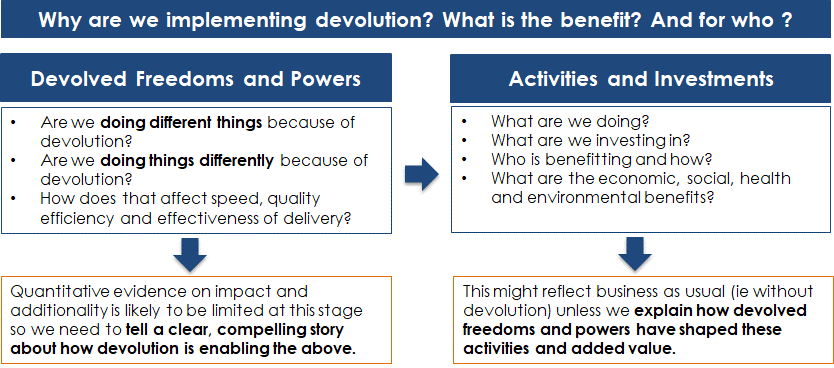 Why are we implementing devolution? What is the benefit? And for who ?
Devolved Freedoms and Powers
• Are we doing different things because of
devolution?
• Are we doing things differently because of
devolution?
• How does that affect speed, quality
efficiency and effectiveness of delivery?
Quantitative evidence on impact and
additionality is likely to be limited at this stage
so we need to tell a clear, compelling story
about how devolution is enabling the above.
Activities and Investments
• What are we doing?
• What are we investing in?
• Who is benefitting and how?
• What are the economic, social, health
and environmental benefits?
This might reflect business as usual (ie without
devolution) unless we explain how devolved
freedoms and powers have shaped these
activities and added value.